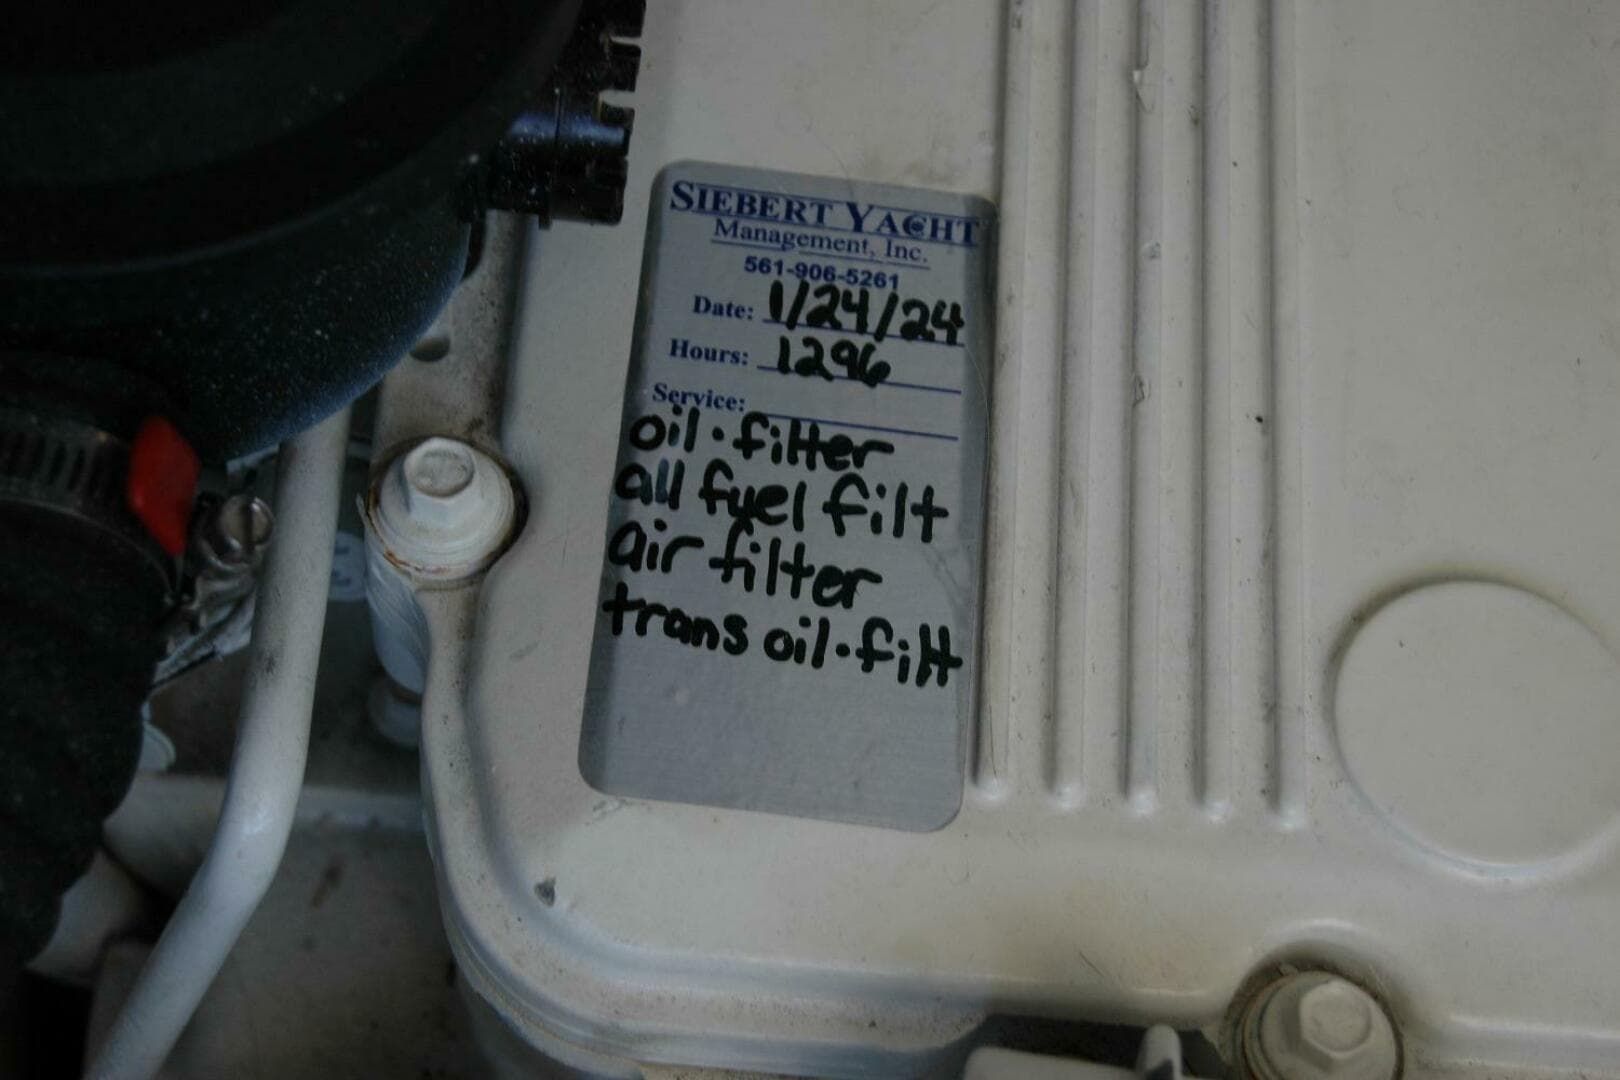 SIEBERT YACHT
Management, Inc.
561-906-5261
Date: 1/24/24
Hours: 1296
Service:
oil·filter
all fuel filt
air filter
trans oil·filt